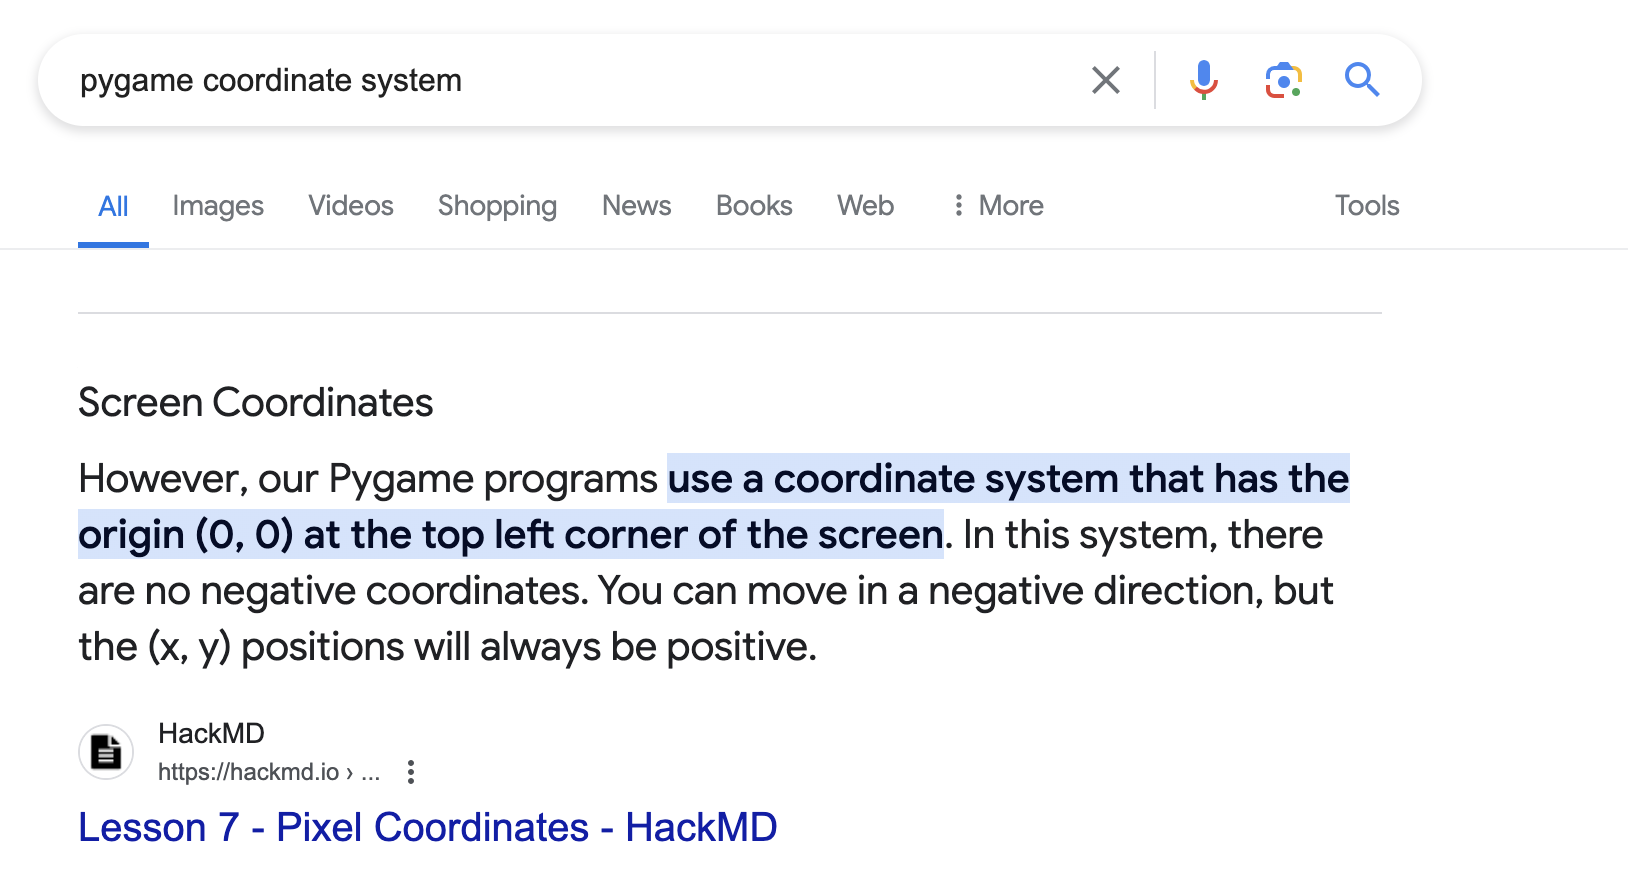 pygame coordinate system
All Images Videos Shopping News Books Web More Tools
Screen Coordinates
However, our Pygame programs use a coordinate system that has the
origin (0, 0) at the top left corner of the screen. In this system, there
are no negative coordinates. You can move in a negative direction, but
the (x, y) positions will always be positive.
HackMD
https://hackmd.io › ...
Lesson 7 - Pixel Coordinates - HackMD